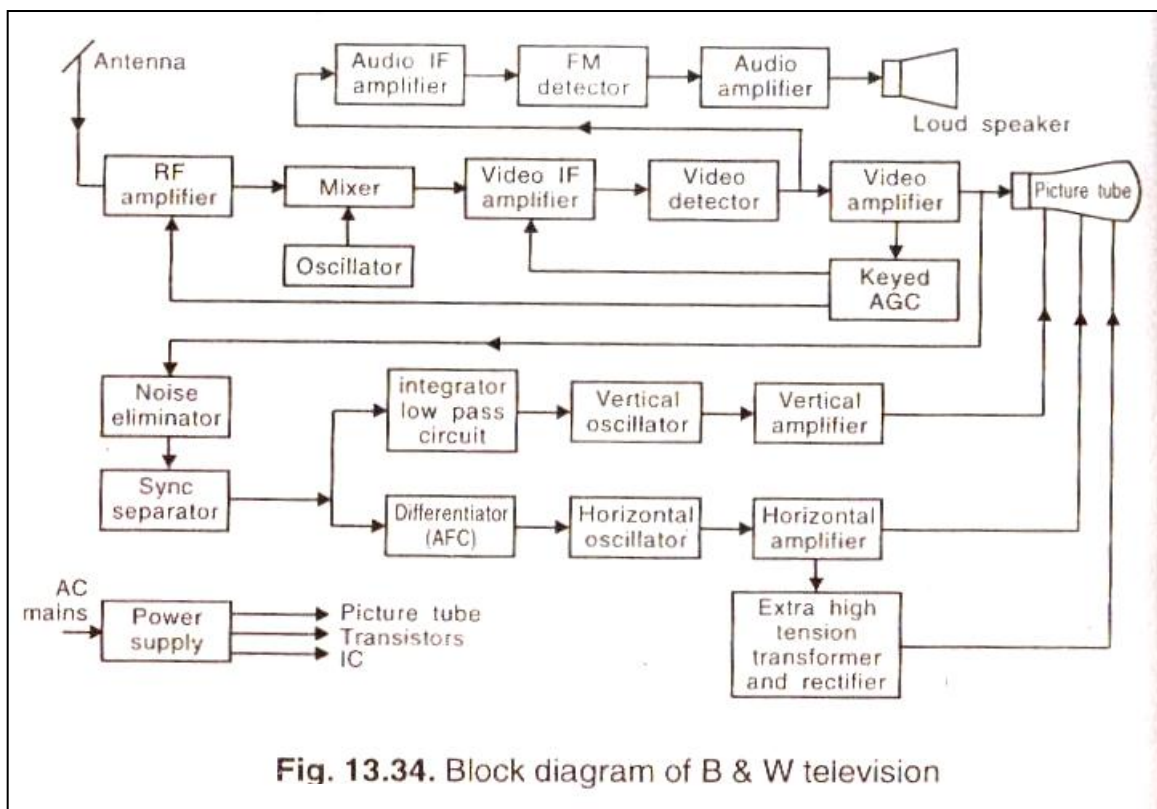 Antenna
Audio IF
amplifier
FM
detector
Audio
amplifier
Loud speaker
RF
amplifier
Mixer
Oscillator
Video IF
amplifier
Video
detector
Video
amplifier
Picture tube
Keyed
AGC
Noise
eliminator
Sync
separator
integrator
low pass
circuit
Vertical
oscillator
Vertical
amplifier
Differentiator
(AFC)
Horizontal
oscillator
Horizontal
amplifier
Extra high
tension
transformer
and rectifier
AC
mains
Power
supply
Picture tube
Transistors
IC
Fig. 13.34. Block diagram of B & W television